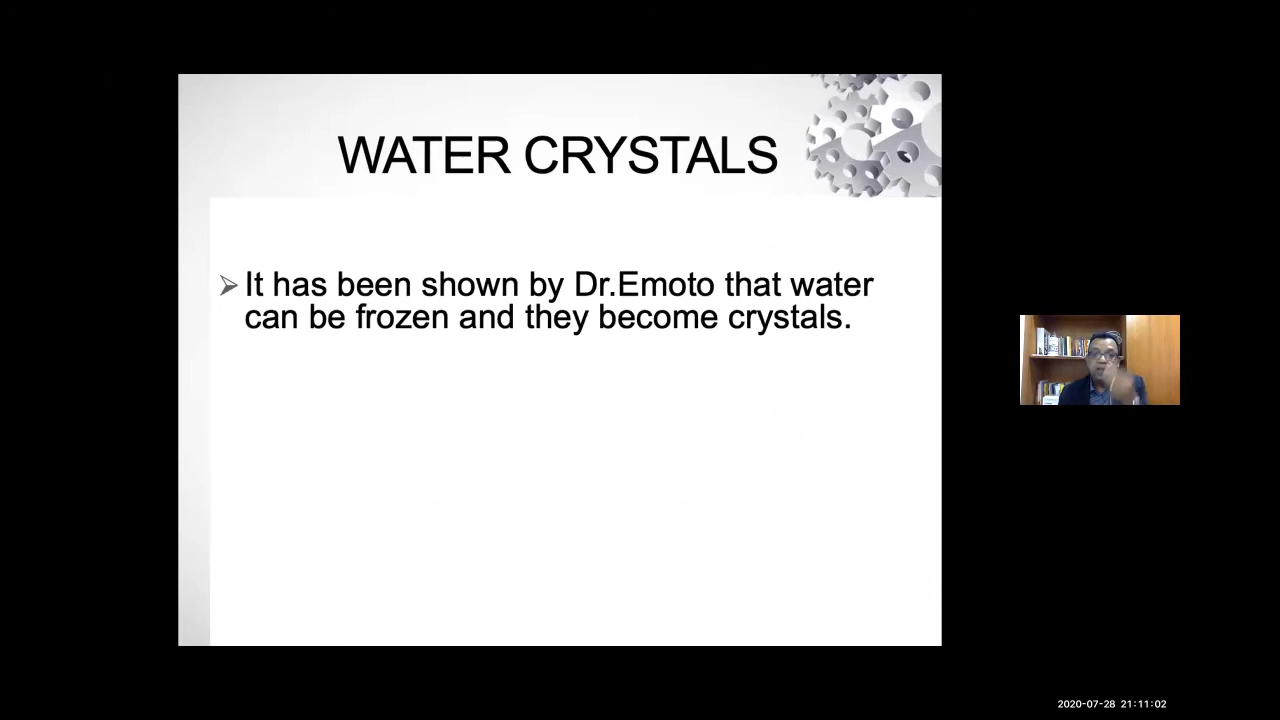 WATER CRYSTALS
It has been shown by Dr.Emoto that water
can be frozen and they become crystals.
2020-07-28 21:11:02